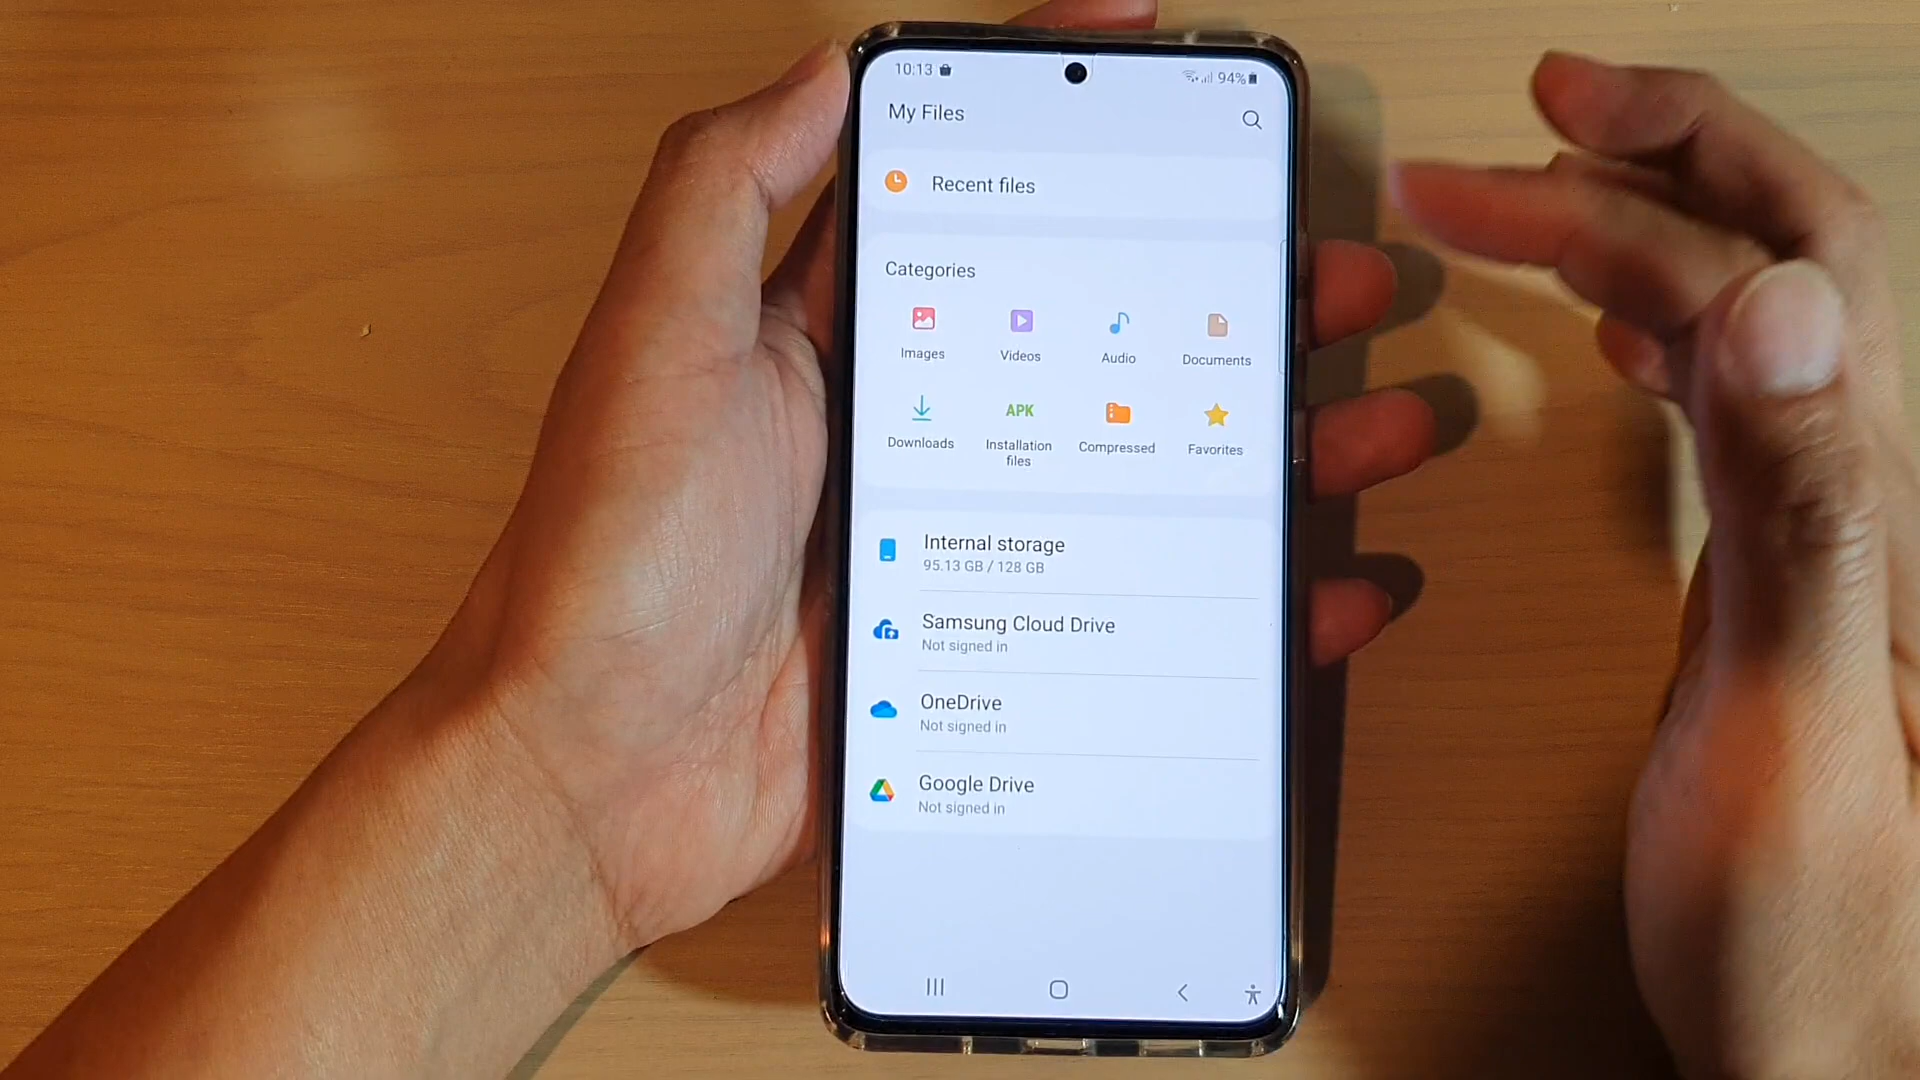 10:13
94%
My Files
Recent files
Categories
Images
Videos
Audio
Documents
Downloads
APK
Installation
files
Compressed
Favorites
Internal storage
95.13 GB / 128 GB
Samsung Cloud Drive
Not signed in
OneDrive
Not signed in
Google Drive
Not signed in